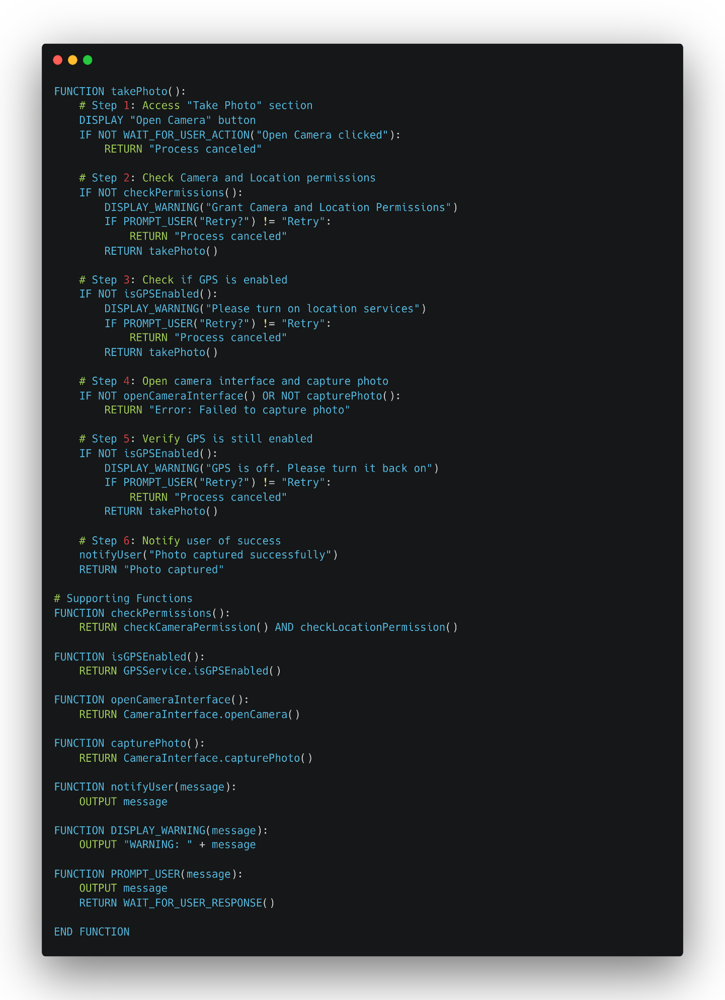 FUNCTION takePhoto():
    # Step 1: Access "Take Photo" section
    DISPLAY "Open Camera" button
    IF NOT WAIT_FOR_USER_ACTION("Open Camera clicked"):
        RETURN "Process canceled"

    # Step 2: Check Camera and Location permissions
    IF NOT checkPermissions():
        DISPLAY_WARNING("Grant Camera and Location Permissions")
        IF PROMPT_USER("Retry?") != "Retry":
            RETURN "Process canceled"
        RETURN takePhoto()

    # Step 3: Check if GPS is enabled
    IF NOT isGPSEnabled():
        DISPLAY_WARNING("Please turn on location services")
        IF PROMPT_USER("Retry?") != "Retry":
            RETURN "Process canceled"
        RETURN takePhoto()

    # Step 4: Open camera interface and capture photo
    IF NOT openCameraInterface() OR NOT capturePhoto():
        RETURN "Error: Failed to capture photo"

    # Step 5: Verify GPS is still enabled
    IF NOT isGPSEnabled():
        DISPLAY_WARNING("GPS is off. Please turn it back on")
        IF PROMPT_USER("Retry?") != "Retry":
            RETURN "Process canceled"
        RETURN takePhoto()

    # Step 6: Notify user of success
    notifyUser("Photo captured successfully")
    RETURN "Photo captured"

# Supporting Functions
FUNCTION checkPermissions():
    RETURN checkCameraPermission() AND checkLocationPermission()

FUNCTION isGPSEnabled():
    RETURN GPSService.isGPSEnabled()

FUNCTION openCameraInterface():
    RETURN CameraInterface.openCamera()

FUNCTION capturePhoto():
    RETURN CameraInterface.capturePhoto()

FUNCTION notifyUser(message):
    OUTPUT message

FUNCTION DISPLAY_WARNING(message):
    OUTPUT "WARNING: " + message

FUNCTION PROMPT_USER(message):
    OUTPUT message
    RETURN WAIT_FOR_USER_RESPONSE()

END FUNCTION